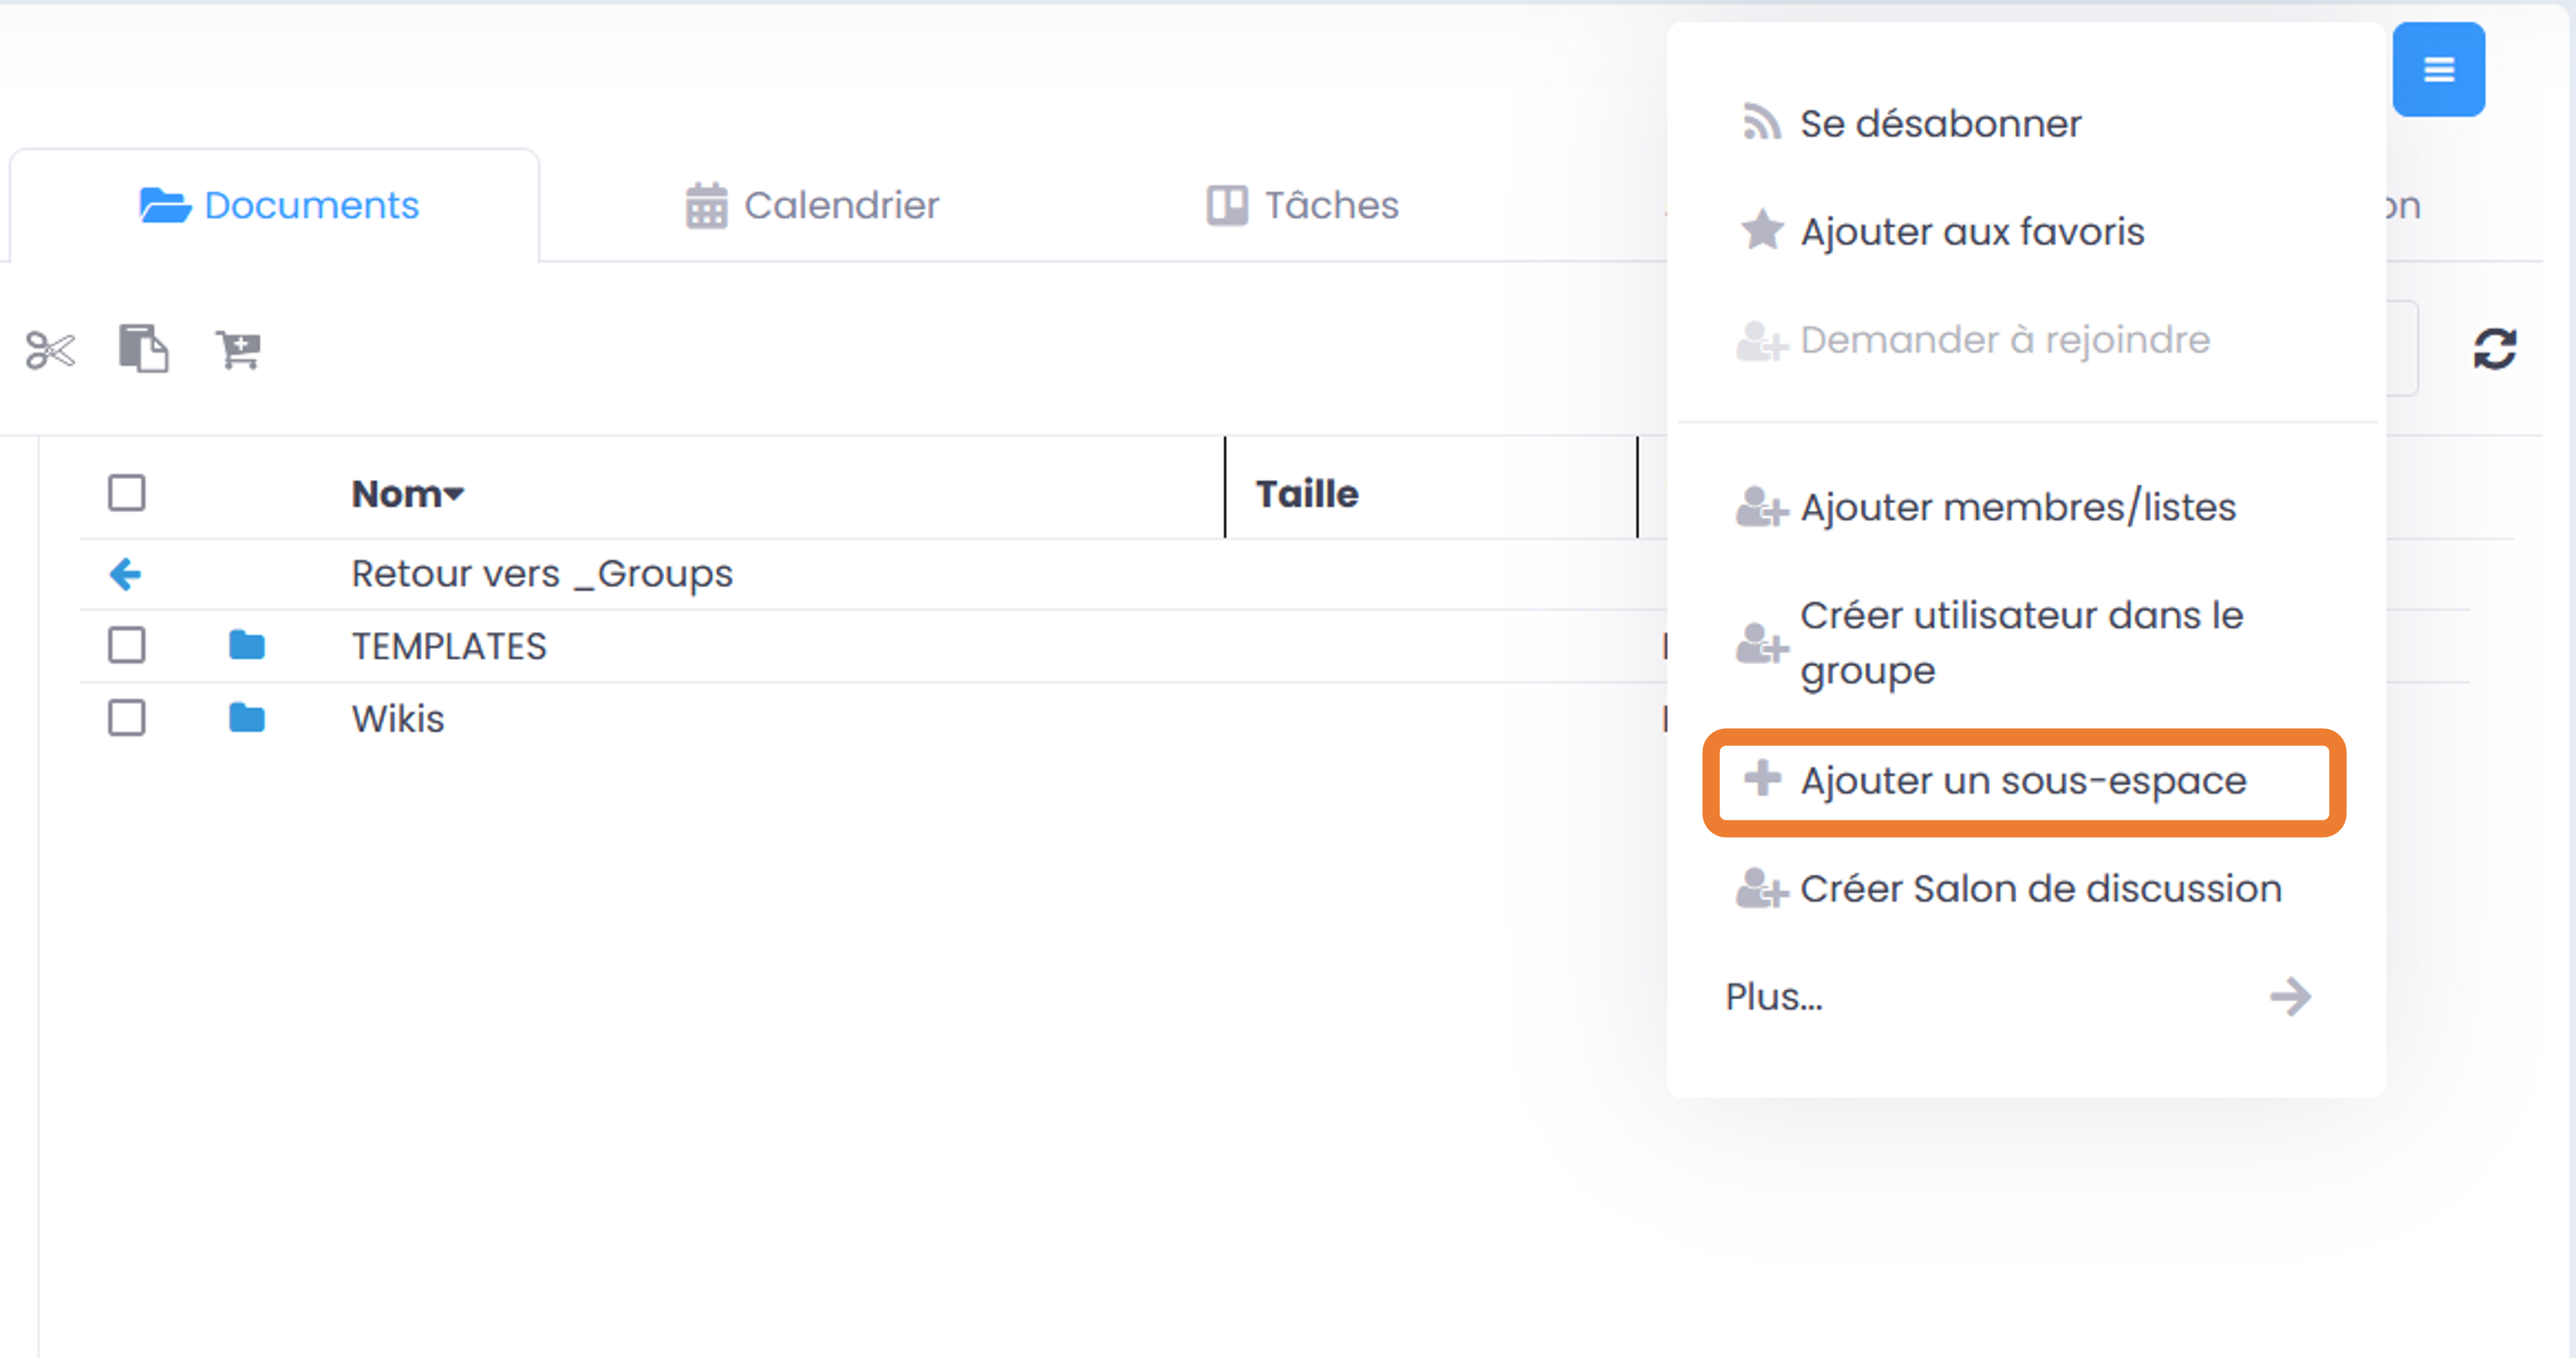 Documents
Calendrier
Tâches
on
Nom
Taille
Retour vers _Groups
TEMPLATES
Wikis
Se désabonner
Ajouter aux favoris
Demander à rejoindre
Ajouter membres/listes
Créer utilisateur dans le
groupe
Ajouter un sous-espace
Créer Salon de discussion
Plus...